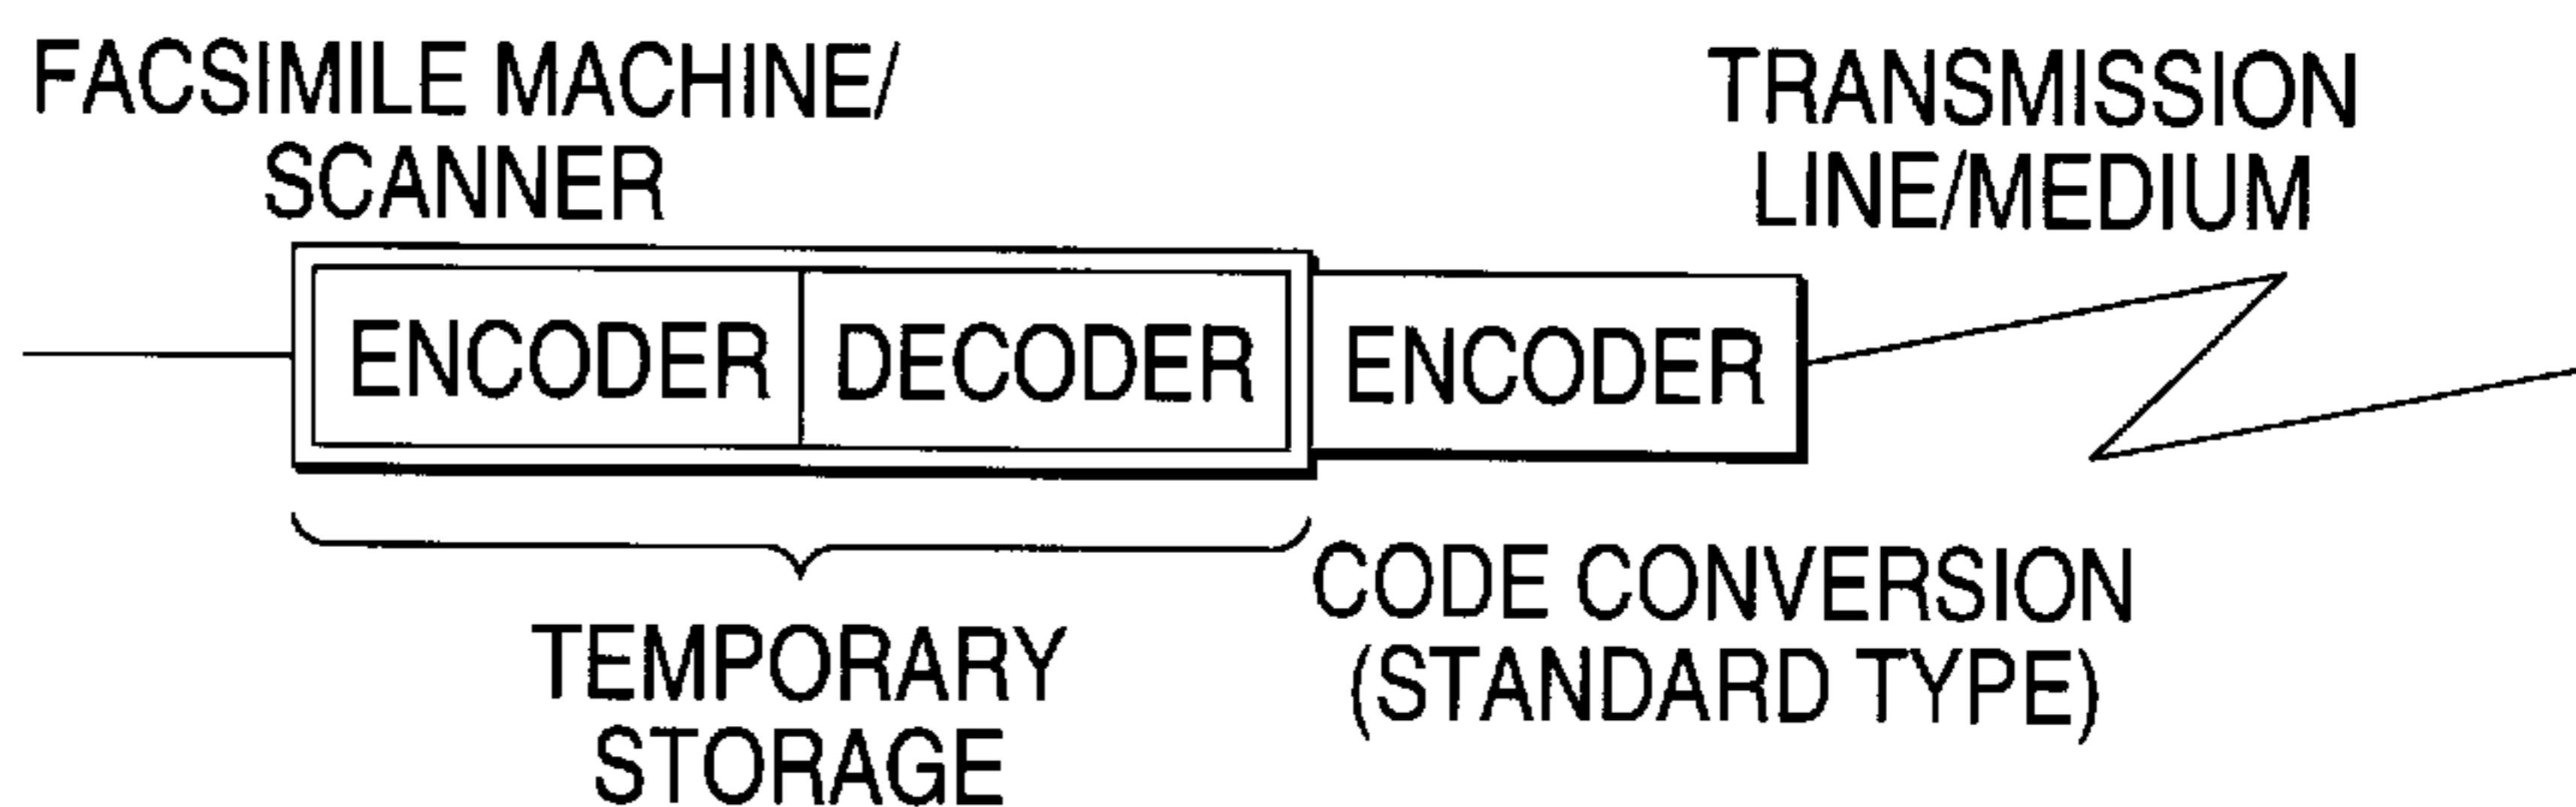 FACSIMILE MACHINE/
SCANNER
TRANSMISSION
LINE/MEDIUM
ENCODER
DECODER
ENCODER
TEMPORARY
STORAGE
CODE CONVERSION
(STANDARD TYPE)